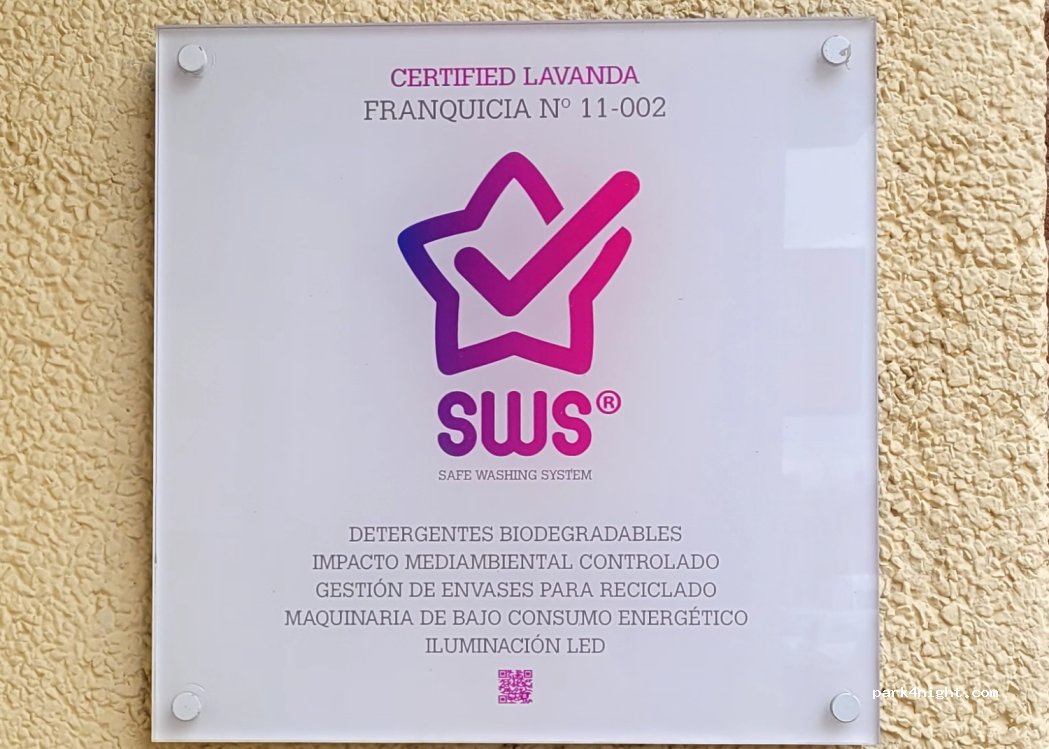 CERTIFIED LAVANDA
FRANQUICIA Nº 11-002
SWS®
SAFE WASHING SYSTEM
DETERGENTES BIODEGRADABLES
IMPACTO MEDIAMBIENTAL CONTROLADO
GESTIÓN DE ENVASES PARA RECICLADO
MAQUINARIA DE BAJO CONSUMO ENERGÉTICO
ILUMINACIÓN LED
park4night.com